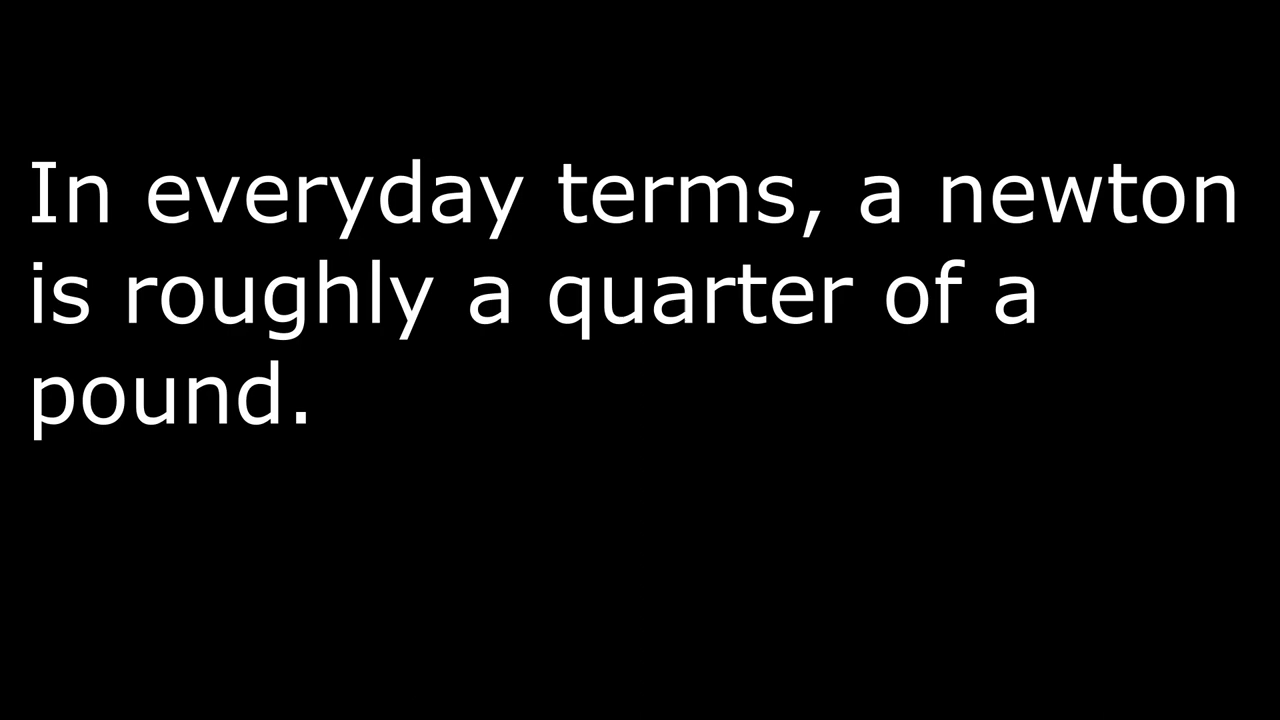 In everyday terms, a newton
is roughly a quarter of a
pound.